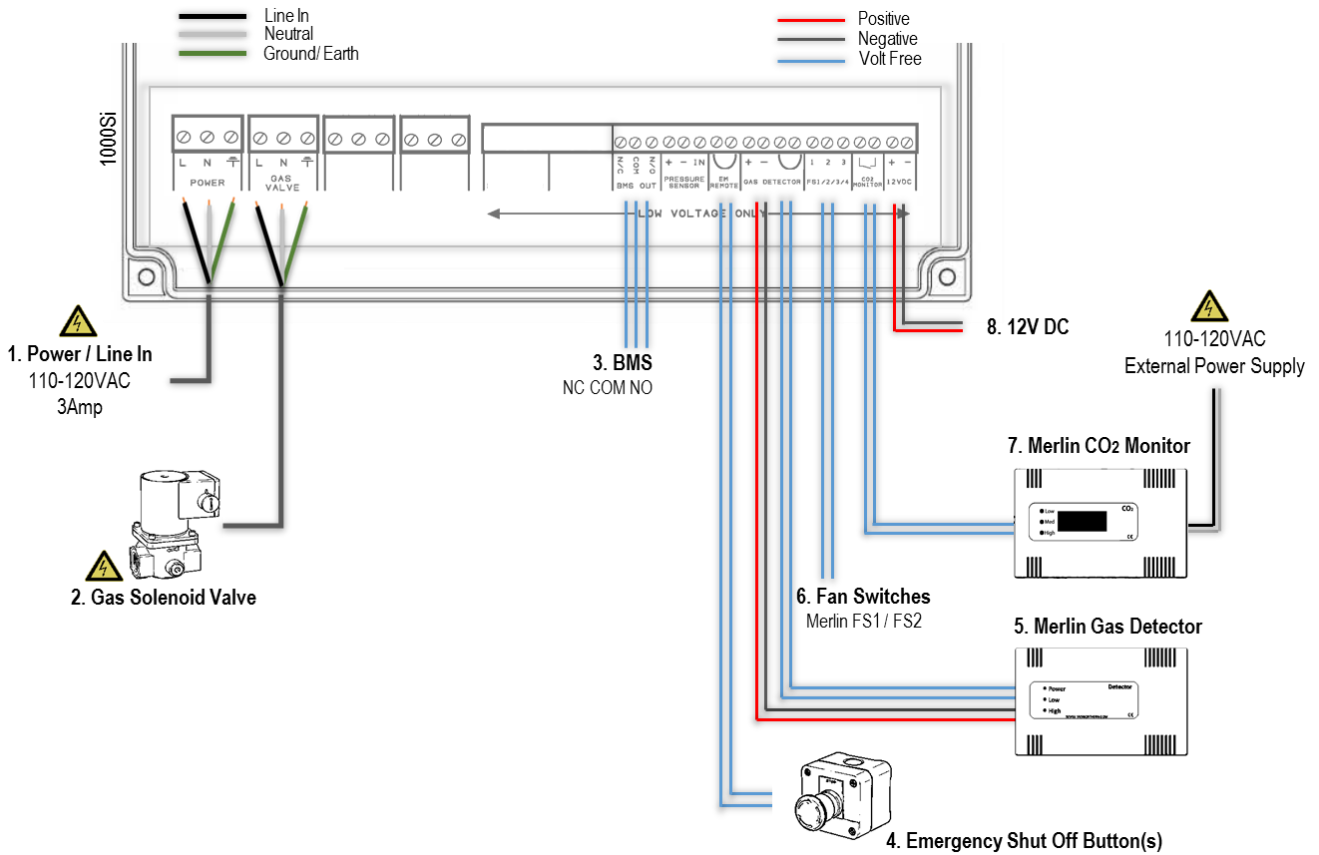 Line In
Neutral
Ground/ Earth
Positive
Negative
Volt Free
1000Si
L N
POWER
L N
GAS
VALVE
N/C COM N/O
BMS OUT
+ - IN
PRESSURE
SENSOR
EM
REMOTE
+ -
GAS DETECTOR
1 2 3
FS1/2/3/4
CO2
MONITOR
+ -
12VDC
LOW VOLTAGE ONLY
1. Power / Line In
110-120VAC
3Amp
2. Gas Solenoid Valve
3. BMS
NC COM NO
8. 12V DC
110-120VAC
External Power Supply
7. Merlin CO2 Monitor
Low
Med
High
CO2
CE
6. Fan Switches
Merlin FS1 / FS2
5. Merlin Gas Detector
Power
Low
High
Detector
CE
4. Emergency Shut Off Button(s)